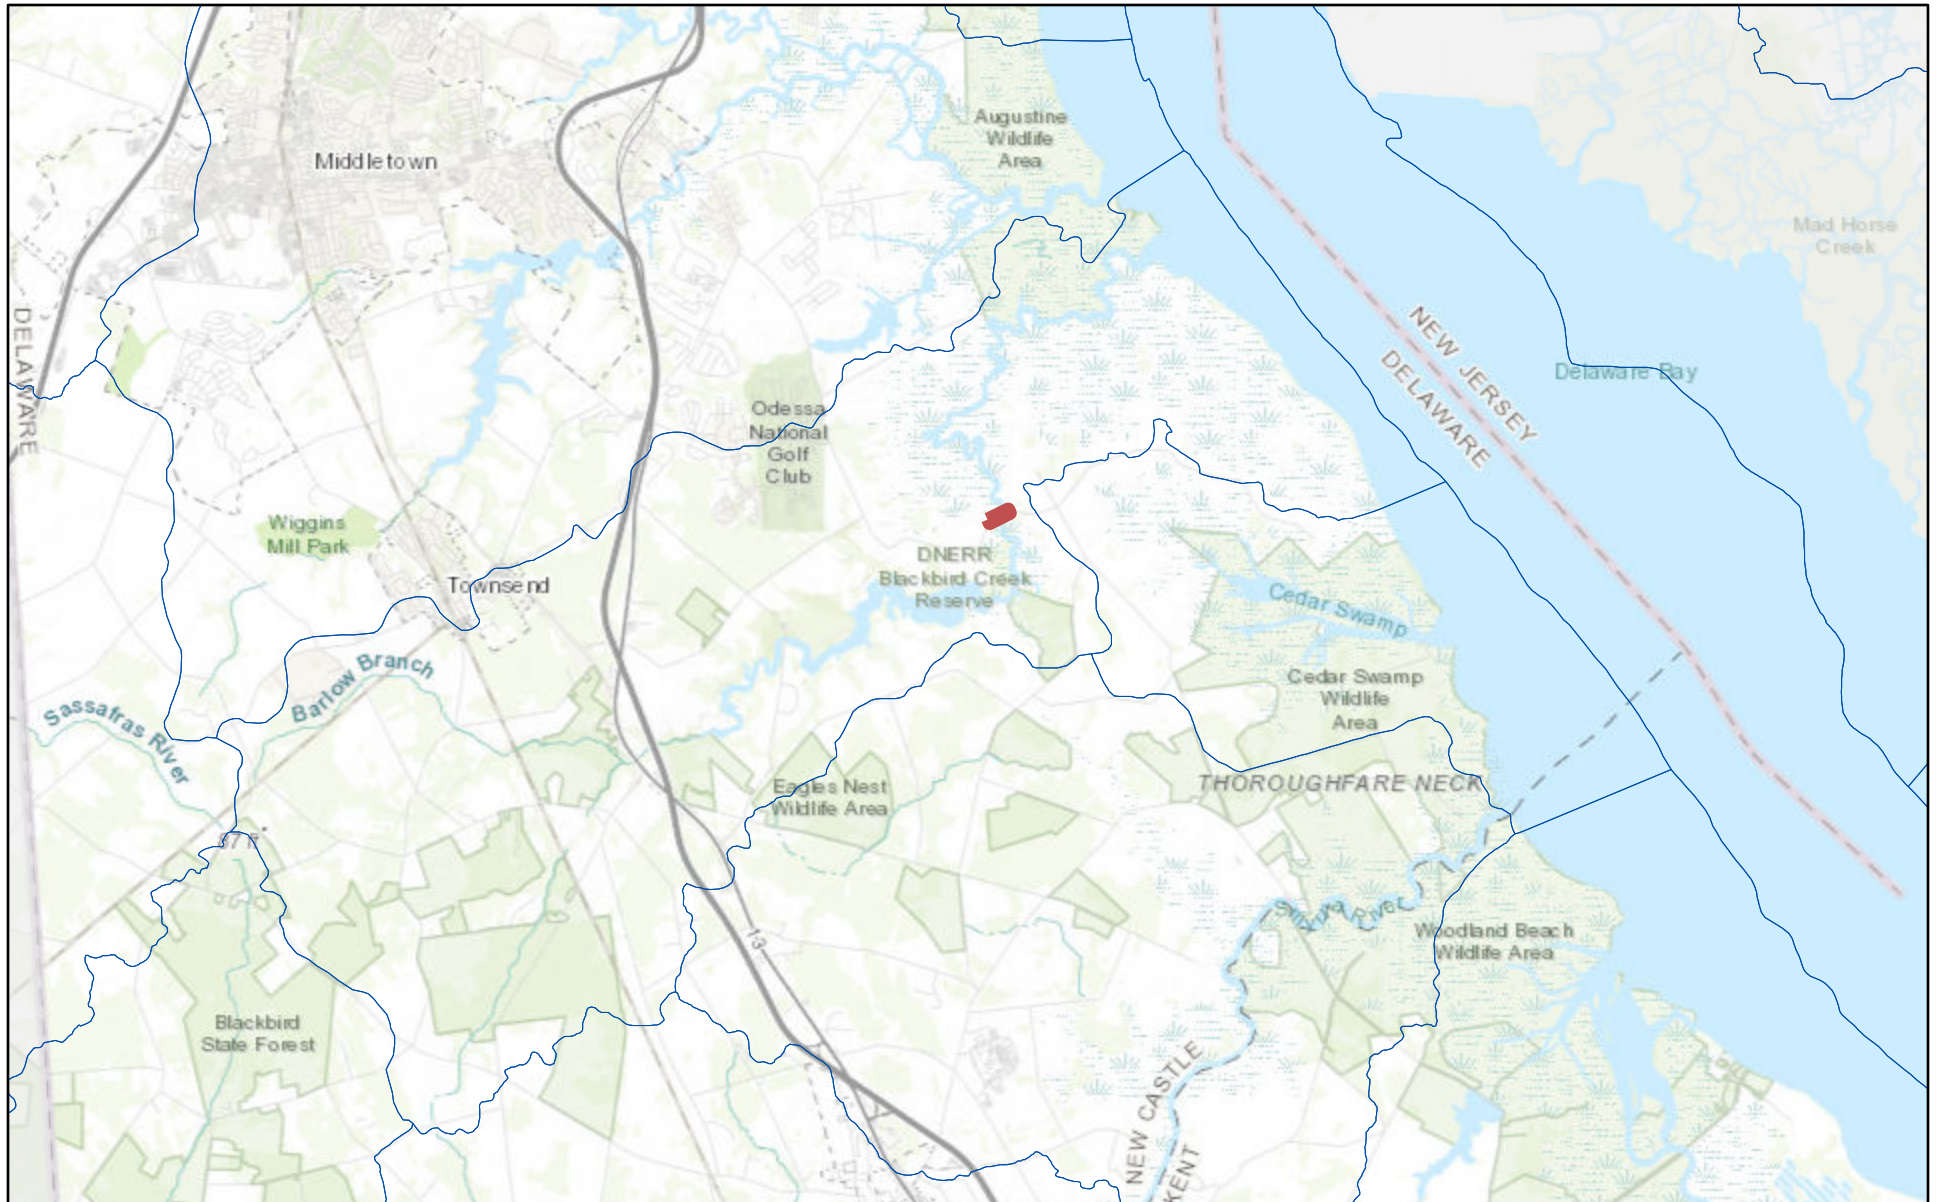 Augustine
Wildlife
Area
Middletown
Mad Horse
Creek
DELAWARE
NEW JERSEY
DELAWARE
Delaware Bay
Odessa
National
Golf
Club
Wiggins
Mill Park
DNERR
Blackbird Creek
Reserve
Townsend
Cedar Swamp
Barlow Branch
Sassafras River
Cedar Swamp
Wildlife
Area
THOROUGHFARE NECK
Eagles Nest
Wildlife Area
87 ft
Smyrna River
Woodland Beach
Wildlife Area
13
Blackbird
State Forest
NEW CASTLE
KENT